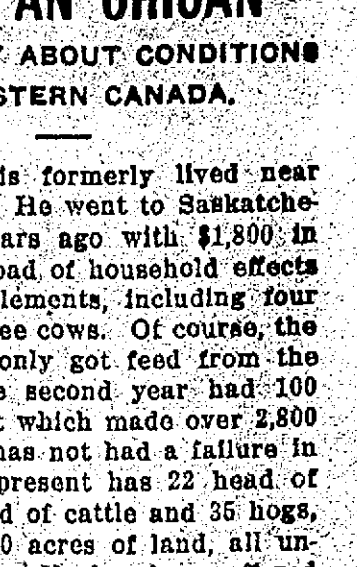 AN
ABOUT CONDITIONS
STERN CANADA.
is formerly lived near
He went to Saskatche-
ars ago with $1,800 in
oad of household effects
lements, including four
ee cows. Of course, the
only got feed from the
e second year had 100
t which made over 2,800
has not had a failure in
present has 22 head of
d of cattle and 35 hogs,
0 acres of land, all un-